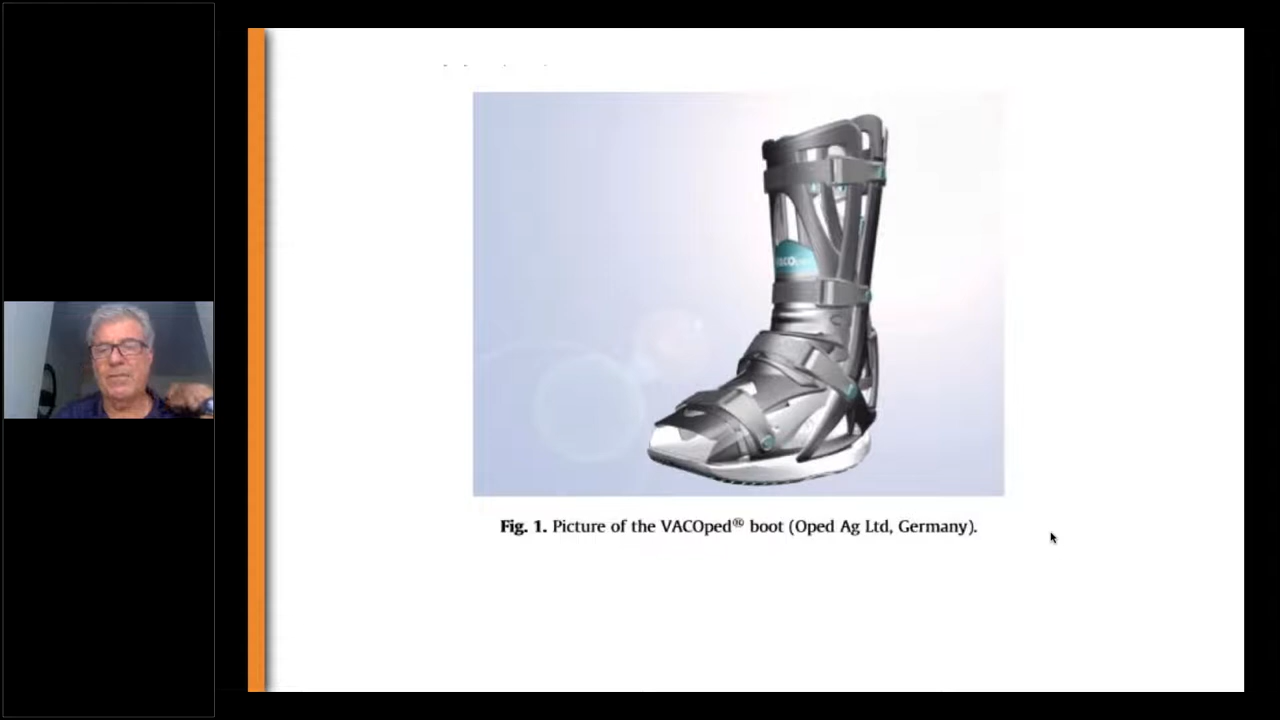 Fig. 1. Picture of the VACOped® boot (Oped Ag Ltd, Germany).